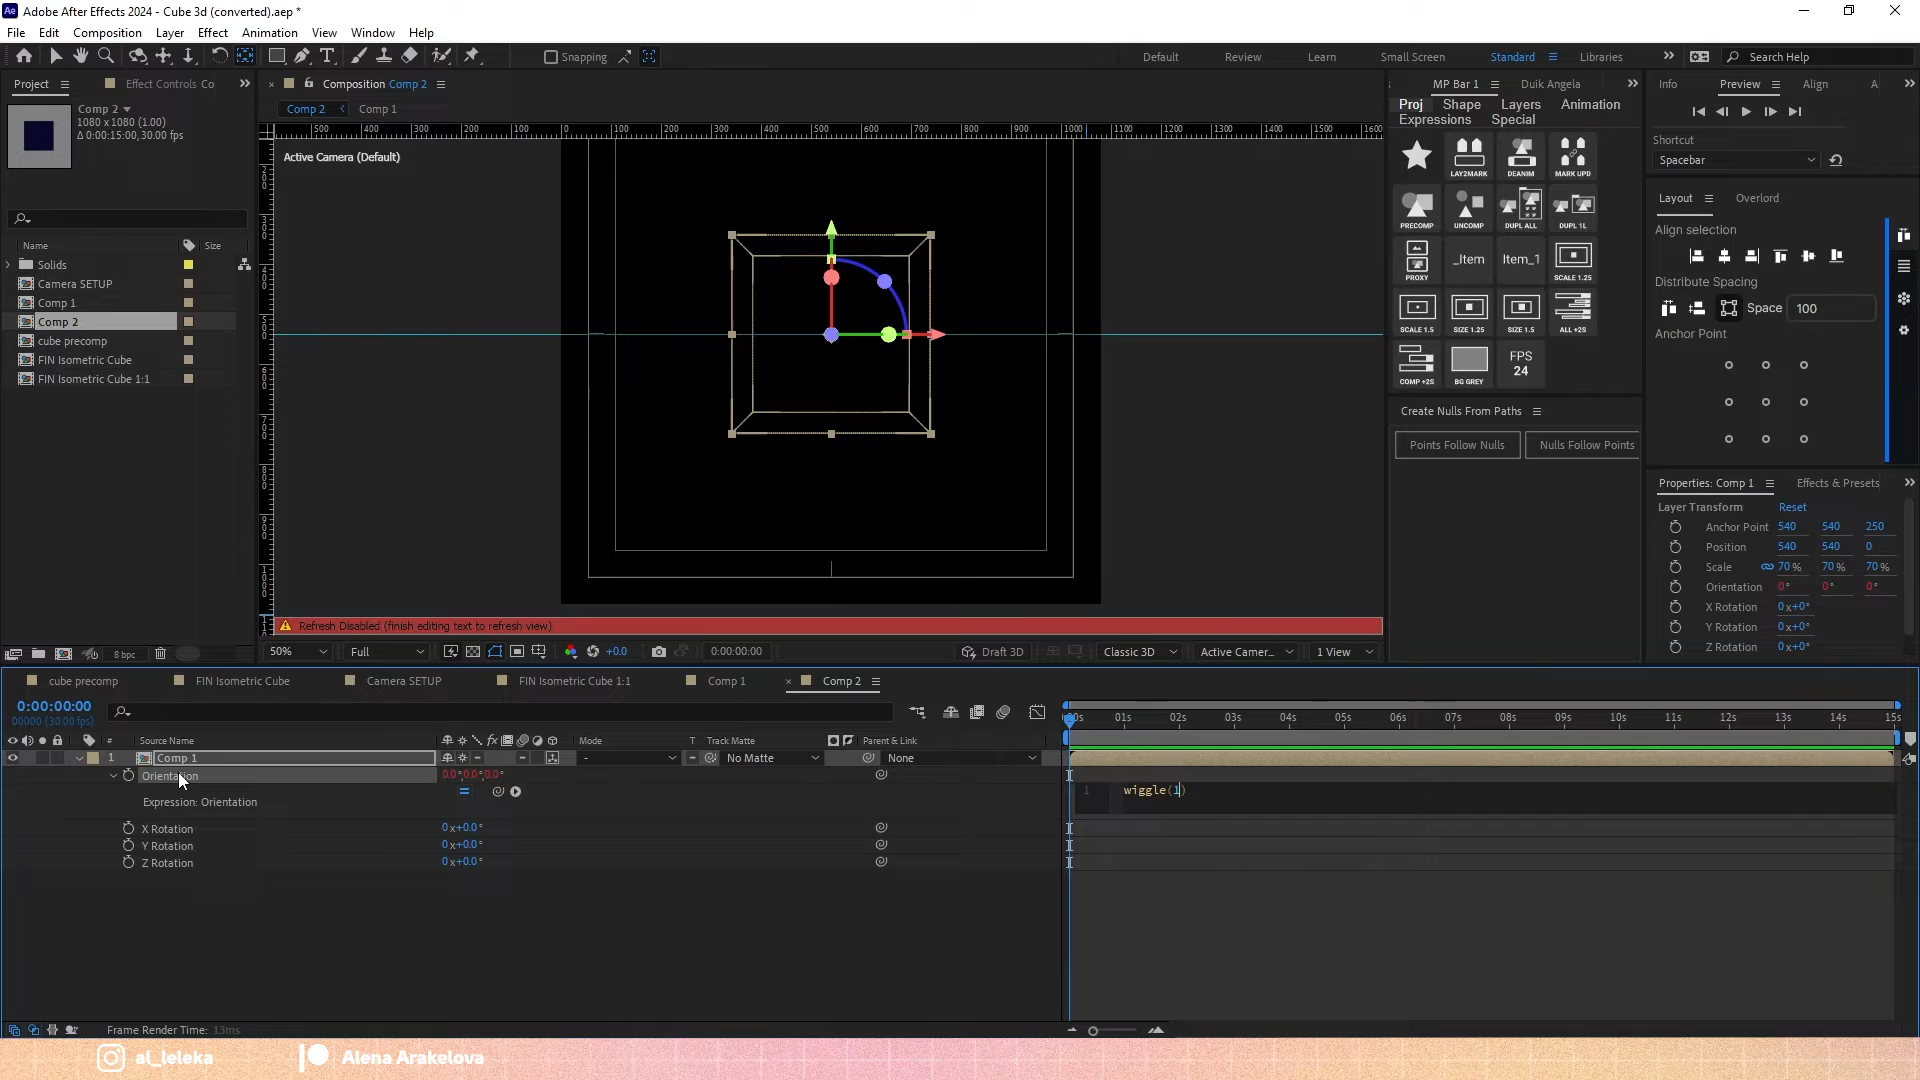 Adobe After Effects 2024 - Cube 3d (converted).aep *
File Edit Composition Layer Effect Animation View Window Help
Snapping
Default Review Learn Small Screen Standard Libraries Search Help
Project Effect Controls Co
Composition Comp 2
MP Bar 1 Duik Angela
Info Preview Align A
Comp 2
1080 x 1080 (1.00)
Δ 0:00:15:00, 30.00 fps
Comp 2 Comp 1
Proj Shape Layers Animation
Expressions Special
Active Camera (Default)
Shortcut
Spacebar
LAY2MARK DEANIM MARK UPD
PRECOMP UNCOMP DUPL ALL DUPL 1L
_Item Item_1
PROXY SCALE 1.25
SCALE 1.5 SIZE 1.25 SIZE 1.5 ALL +2S
FPS
24
COMP +2S BG GREY
Layout Overlord
Align selection
Distribute Spacing
Space 100
Anchor Point
Name Size
Solids
Camera SETUP
Comp 1
Comp 2
cube precomp
FIN Isometric Cube
FIN Isometric Cube 1:1
Create Nulls From Paths
Points Follow Nulls Nulls Follow Points
Properties: Comp 1 Effects & Presets
Layer Transform Reset
Anchor Point 540 540 250
Position 540 540 0
Scale 70 % 70 % 70 %
Orientation 0° 0° 0°
X Rotation 0x+0°
Y Rotation 0x+0°
Z Rotation 0x+0°
Refresh Disabled (finish editing text to refresh view)
8 bpc
50% Full +0.0 0:00:00:00 Draft 3D Classic 3D Active Camer... 1 View
cube precomp FIN Isometric Cube Camera SETUP FIN Isometric Cube 1:1 Comp 1 Comp 2
0:00:00:00
00000 (30.00 fps)
00s 01s 02s 03s 04s 05s 06s 07s 08s 09s 10s 11s 12s 13s 14s 15s
# Source Name Mode T Track Matte Parent & Link
1 Comp 1 - No Matte None
Orientation 0.0°,0.0°,0.0°
1 wiggle(1)
Expression: Orientation
X Rotation 0x+0.0°
Y Rotation 0x+0.0°
Z Rotation 0x+0.0°
Frame Render Time: 13ms
al_leleka Alena Arakelova